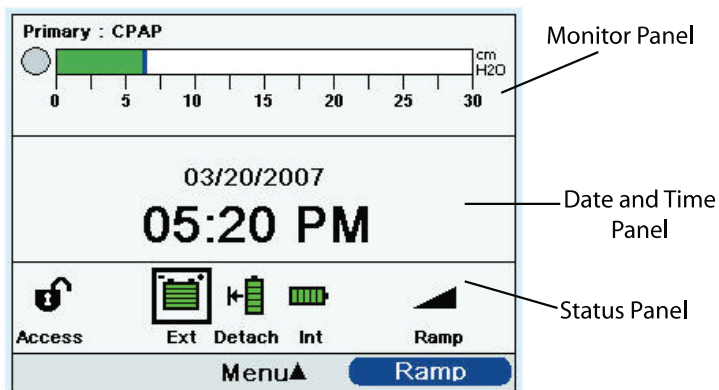 Primary : CPAP
cm
H2O
0 5 10 15 20 25 30
Monitor Panel
03/20/2007
05:20 PM
Date and Time
Panel
Access Ext Detach Int Ramp
Status Panel
Menu▲ Ramp